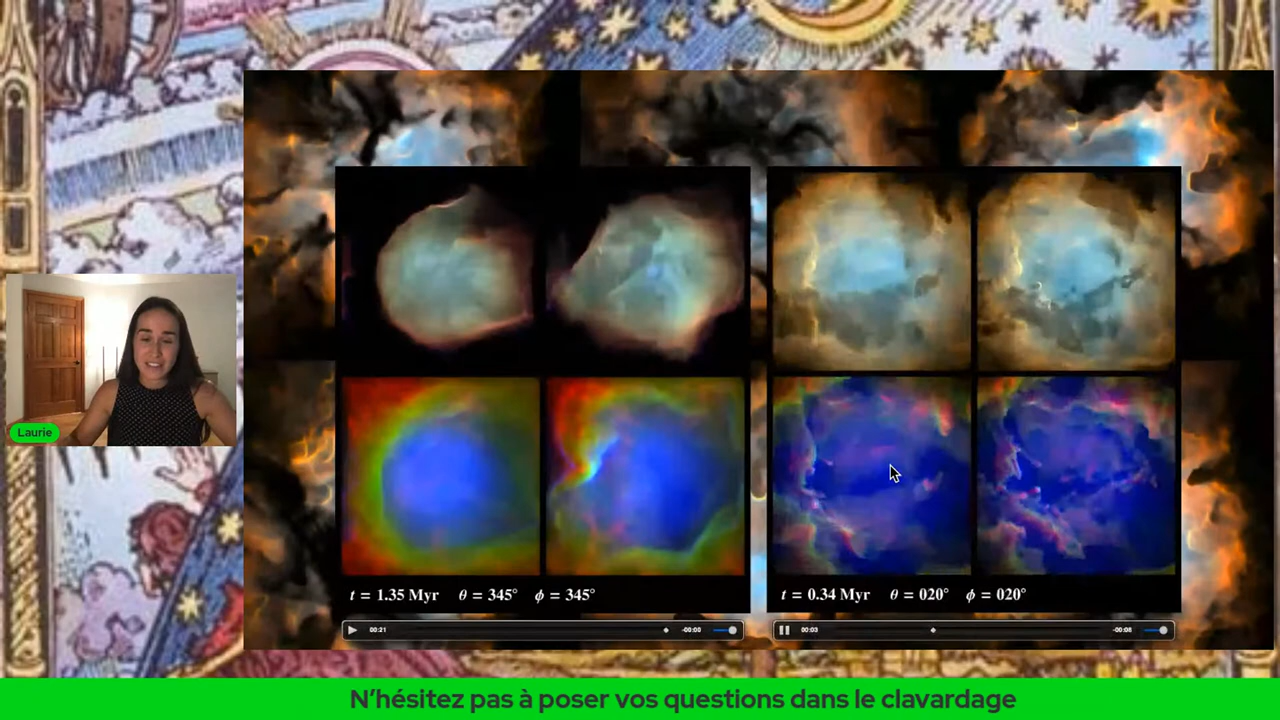 Laurie
t = 1.35 Myr θ = 345° ϕ = 345°
t = 0.34 Myr θ = 020° ϕ = 020°
00:21 -00:00
00:03 -00:08
N'hésitez pas à poser vos questions dans le clavardage